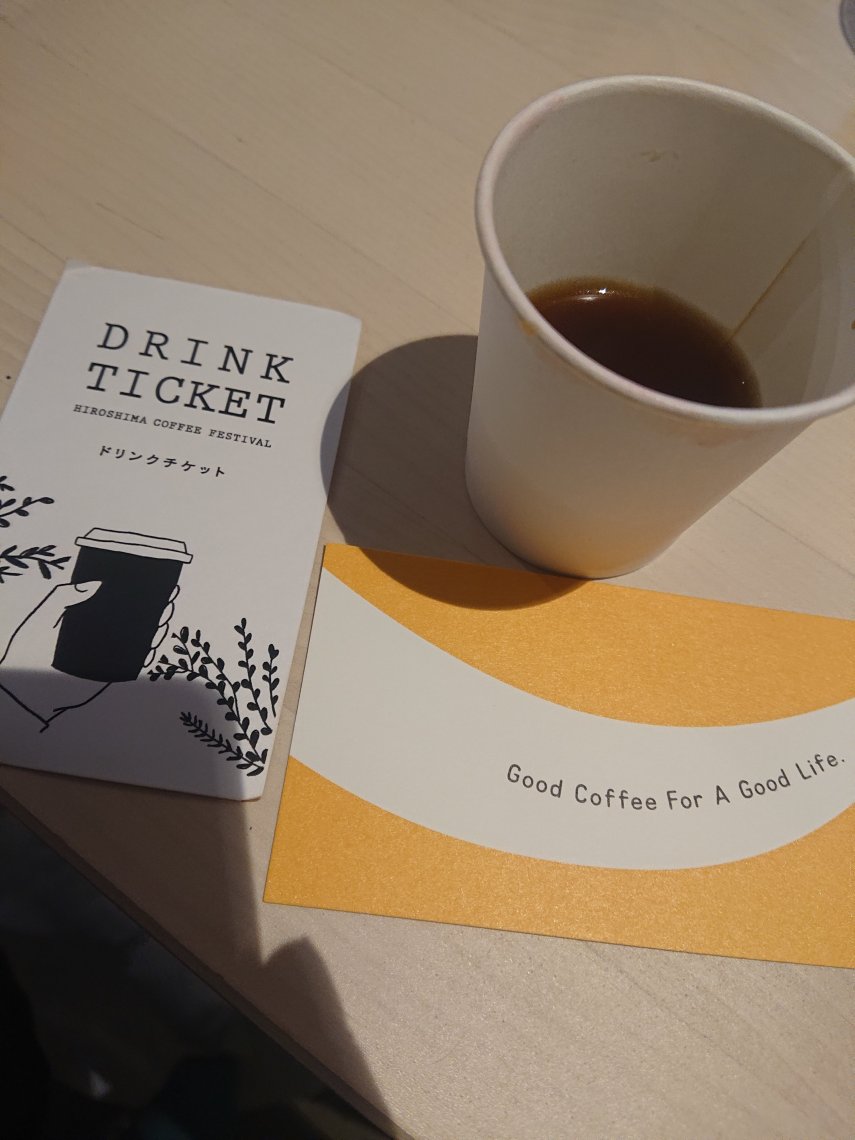 DRINK
TICKET
HIROSHIMA COFFEE FESTIVAL
ドリンクチケット
Good Coffee For A Good Life.